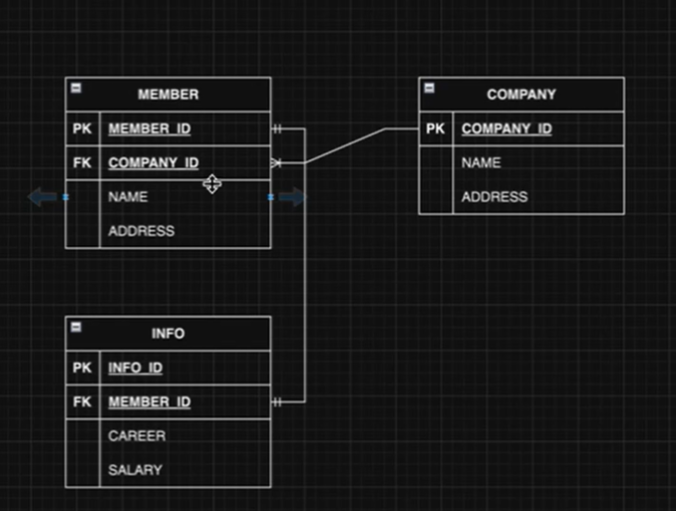 MEMBER
PK MEMBER_ID
FK COMPANY_ID
NAME
ADDRESS
COMPANY
PK COMPANY_ID
NAME
ADDRESS
INFO
PK INFO_ID
FK MEMBER_ID
CAREER
SALARY